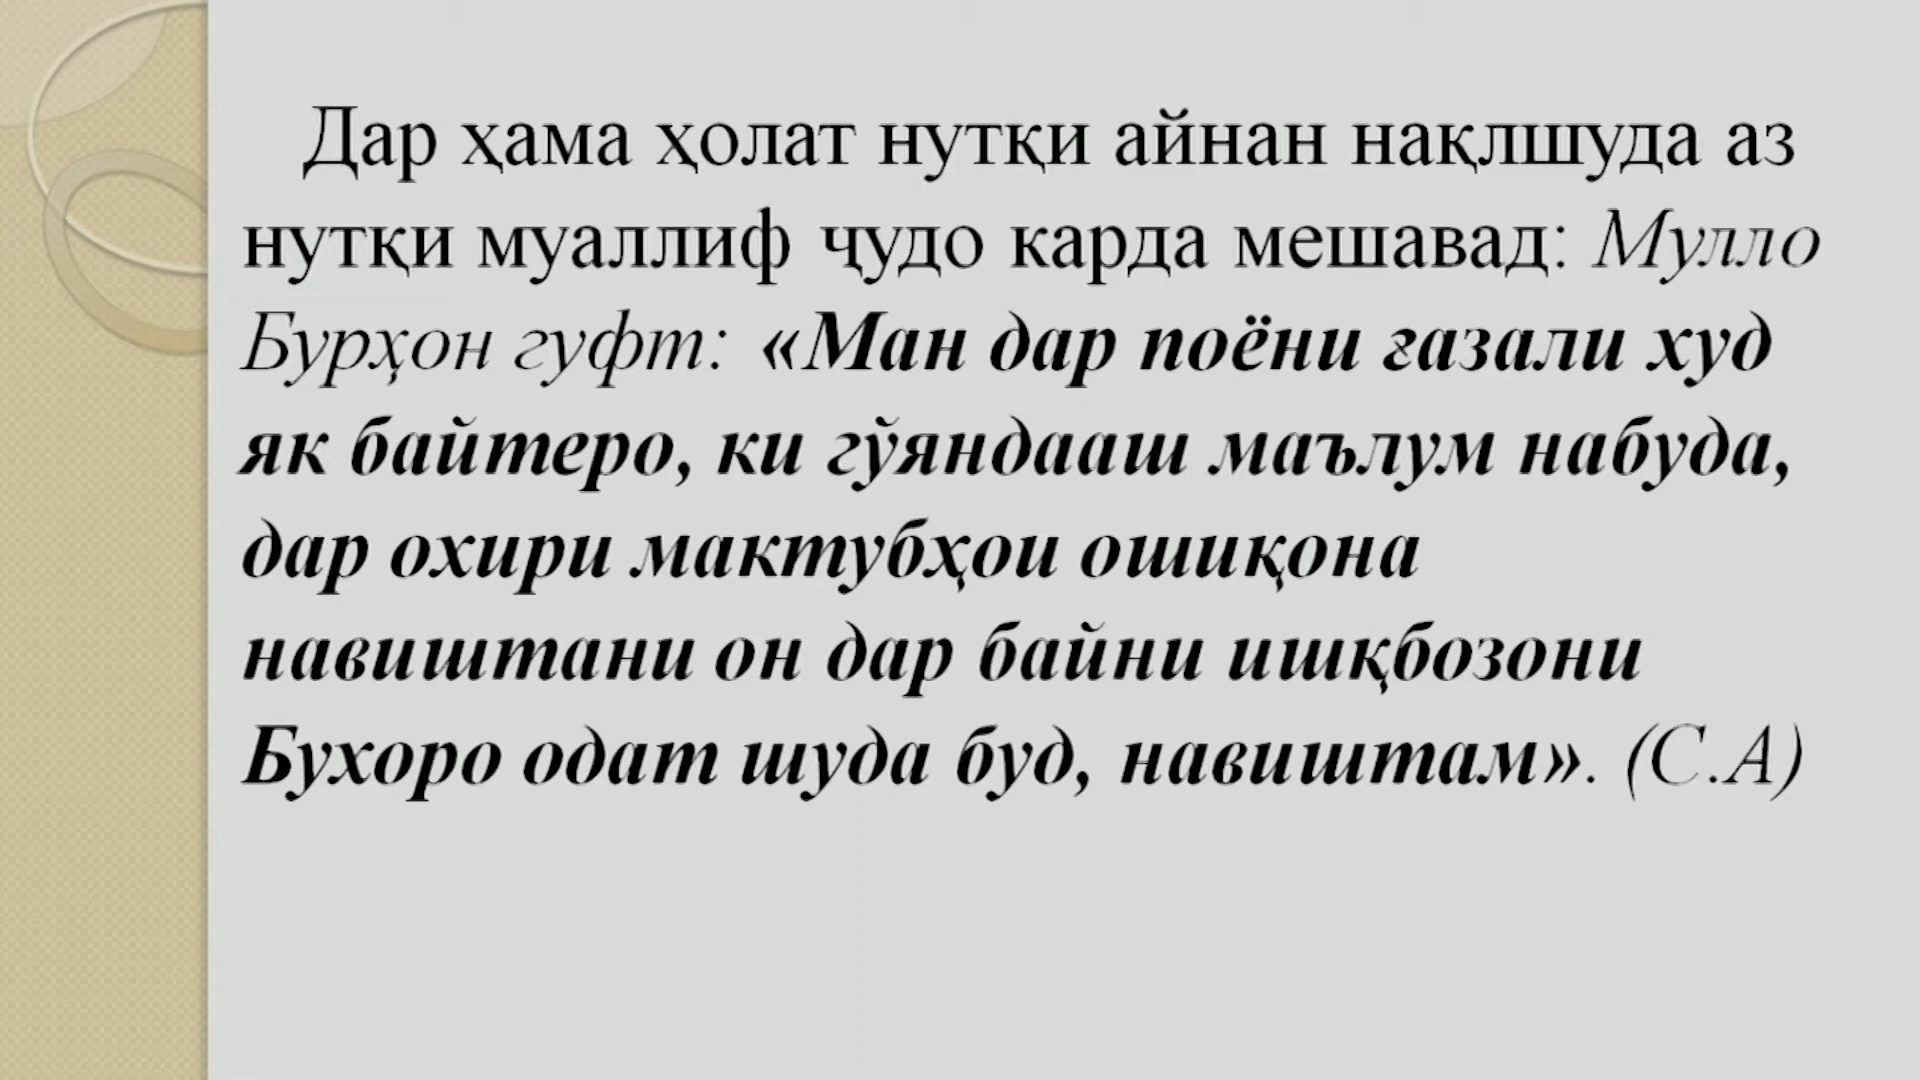 Дар ҳама ҳолат нутқи айнан нақлшуда аз
нутқи муаллиф ҷудо карда мешавад: Мулло
Бурҳон гуфт: «Ман дар поёни ғазали худ
як байтеро, ки гӯяндааш маълум набуда,
дар охири мактубҳои ошиқона
навиштани он дар байни ишқбозони
Бухоро одат шуда буд, навиштам». (С.А)